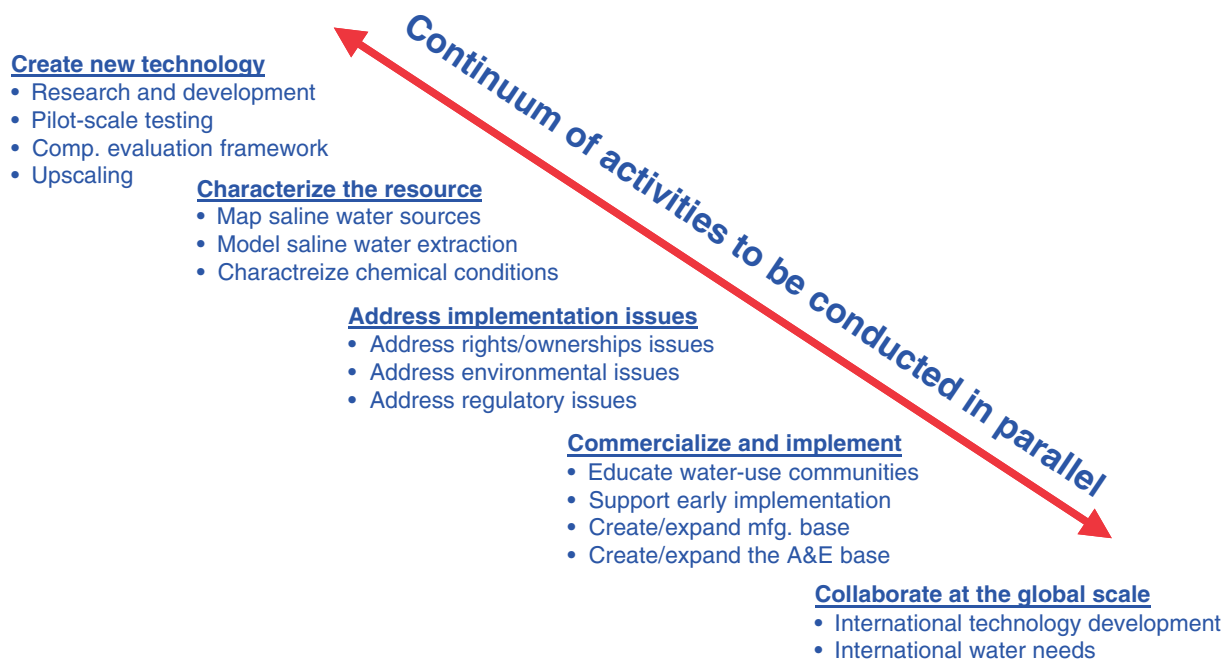 Continuum of activities to be conducted in parallel
Create new technology
• Research and development
• Pilot-scale testing
• Comp. evaluation framework
• Upscaling
Characterize the resource
• Map saline water sources
• Model saline water extraction
• Charactreize chemical conditions
Address implementation issues
• Address rights/ownerships issues
• Address environmental issues
• Address regulatory issues
Commercialize and implement
• Educate water-use communities
• Support early implementation
• Create/expand mfg. base
• Create/expand the A&E base
Collaborate at the global scale
• International technology development
• International water needs